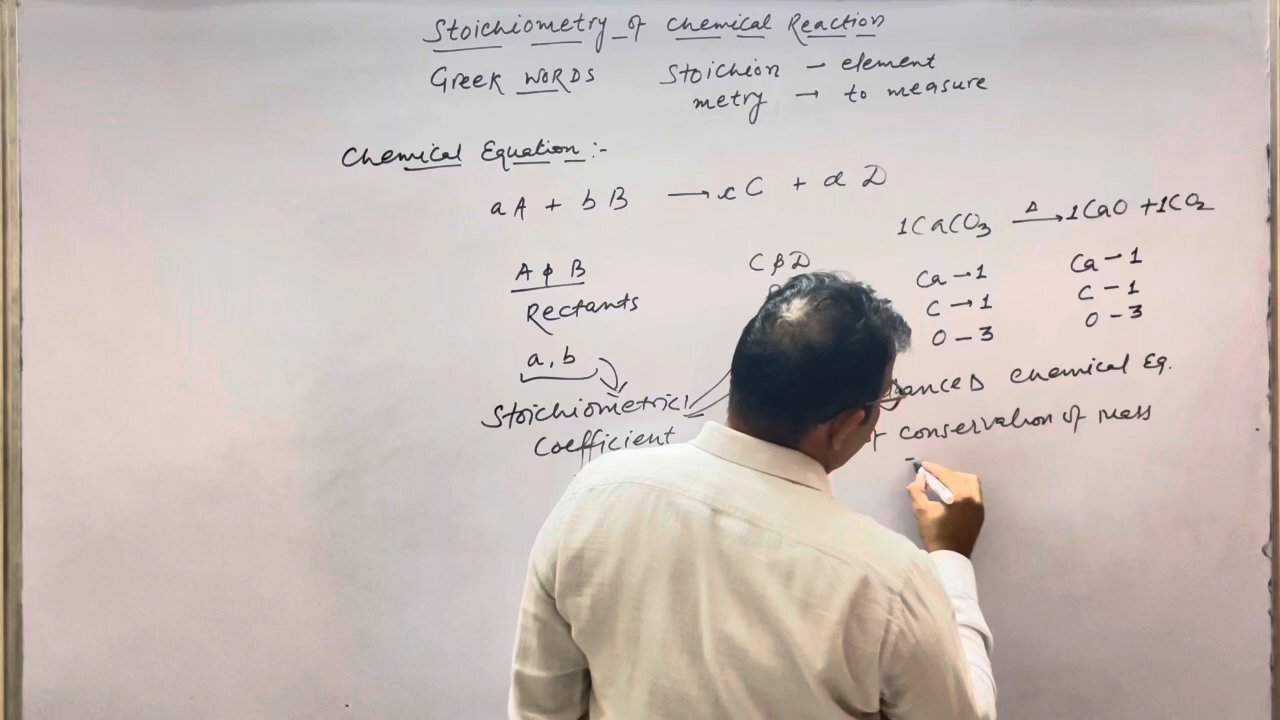 Stoichiometry of Chemical Reaction
Greek WORDS Stoichion – element
metry → to measure
Chemical Equation :-
aA + bB → cC + dD
1CaCO3 Δ→ 1CaO + 1CO2
A & B
Rectants
C & D
Ca → 1
C → 1
O – 3
Ca – 1
C – 1
O – 3
a, b
Stoichiometric
Coefficient
chemical Eq.
conservation of mass